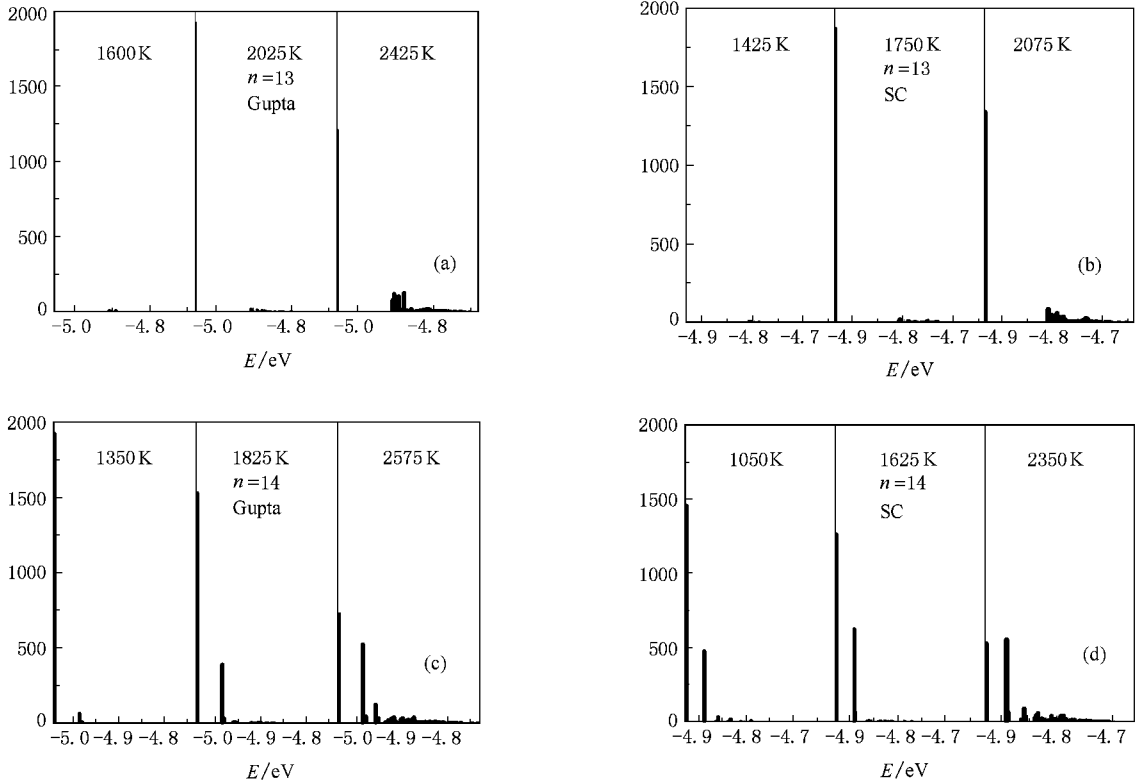 2000
1500
1000
500
0
1600K
2025K
2425K
n=13
Gupta
(a)
−5.0 −4.8 −5.0 −4.8 −5.0 −4.8
E/eV
2000
1500
1000
500
0
1425K
1750K
2075K
n=13
SC
(b)
−4.9 −4.8 −4.7 −4.9 −4.8 −4.7 −4.9 −4.8 −4.7
E/eV
2000
1500
1000
500
0
1350K
1825K
2575K
n=14
Gupta
(c)
−5.0 −4.9 −4.8 −5.0 −4.9 −4.8 −5.0 −4.9 −4.8
E/eV
2000
1500
1000
500
0
1050K
1625K
2350K
n=14
SC
(d)
−4.9 −4.8 −4.7 −4.9 −4.8 −4.7 −4.9 −4.8 −4.7
E/eV